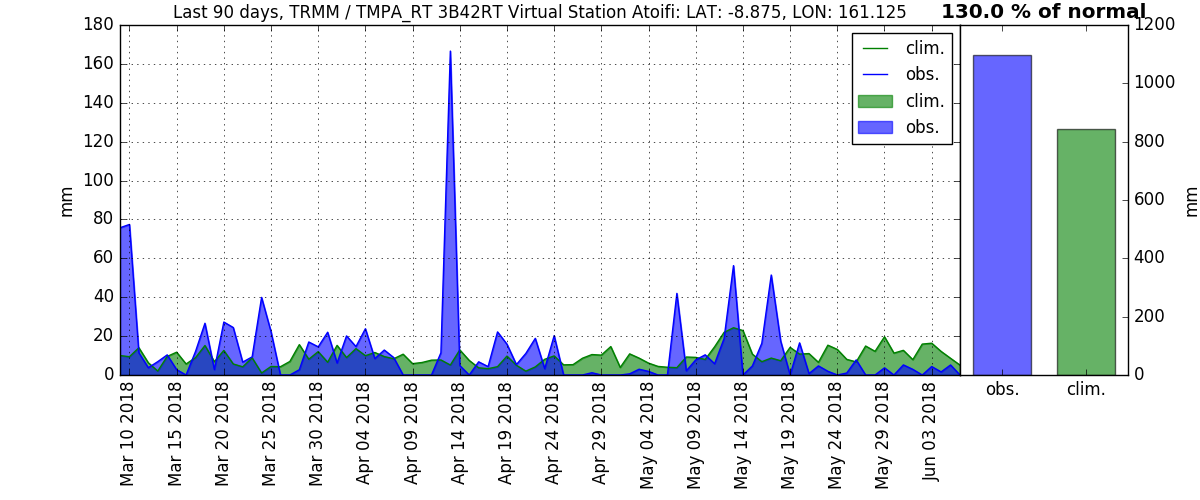 Last 90 days, TRMM / TMPA_RT 3B42RT Virtual Station Atoifi: LAT: -8.875, LON: 161.125
130.0 % of normal
180
160
140
120
100
80
60
40
20
0
mm
clim.
obs.
clim.
obs.
1200
1000
800
600
400
200
0
mm
Mar 10 2018
Mar 15 2018
Mar 20 2018
Mar 25 2018
Mar 30 2018
Apr 04 2018
Apr 09 2018
Apr 14 2018
Apr 19 2018
Apr 24 2018
Apr 29 2018
May 04 2018
May 09 2018
May 14 2018
May 19 2018
May 24 2018
May 29 2018
Jun 03 2018
obs.
clim.